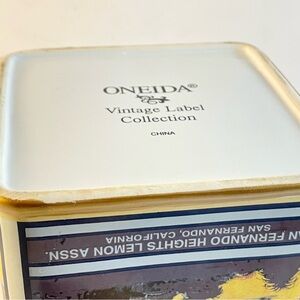 ONEIDA®
Vintage Label
Collection
CHINA
SAN FERNANDO HEIGHTS LEMON ASSN.
SAN FERNANDO, CALIFORNIA